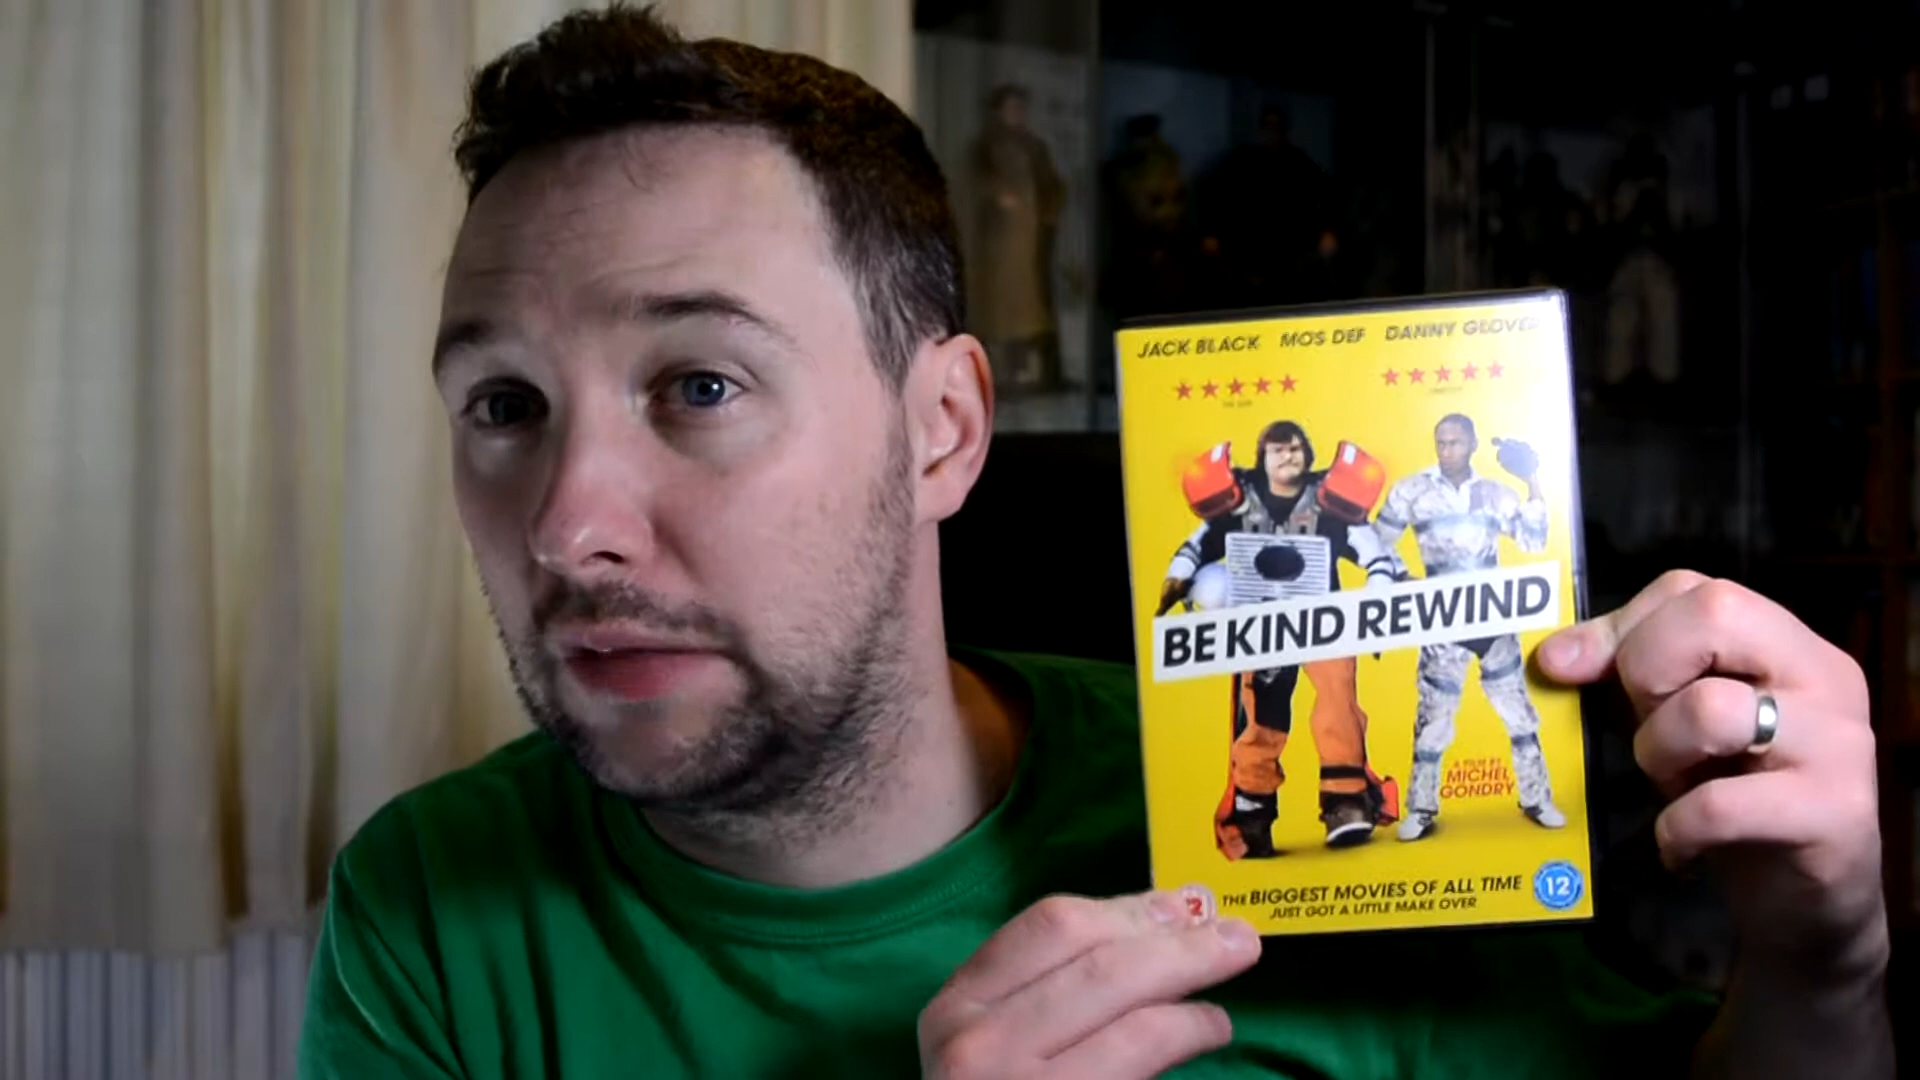 JACK BLACK MOS DEF DANNY GLOVER
BE KIND REWIND
A FILM BY
MICHEL
GONDRY
THE BIGGEST MOVIES OF ALL TIME
JUST GOT A LITTLE MAKE OVER
2
12